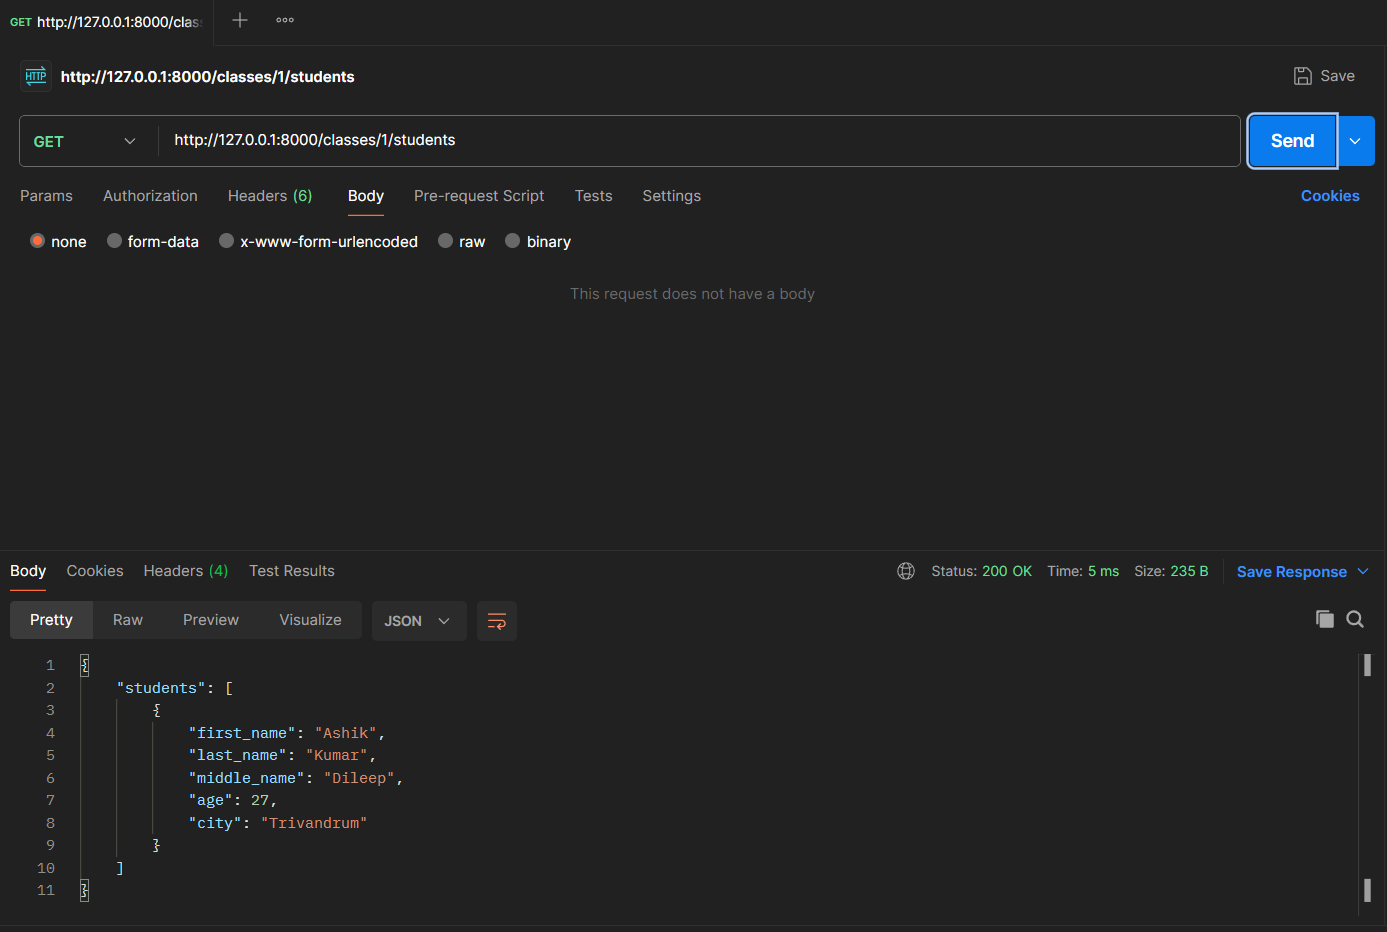 GET http://127.0.0.1:8000/clas
HTTP http://127.0.0.1:8000/classes/1/students
Save
GET http://127.0.0.1:8000/classes/1/students
Send
Params Authorization Headers (6) Body Pre-request Script Tests Settings Cookies
none form-data x-www-form-urlencoded raw binary
This request does not have a body
Body Cookies Headers (4) Test Results Status: 200 OK Time: 5 ms Size: 235 B Save Response
Pretty Raw Preview Visualize JSON
1 {
2 "students": [
3 {
4 "first_name": "Ashik",
5 "last_name": "Kumar",
6 "middle_name": "Dileep",
7 "age": 27,
8 "city": "Trivandrum"
9 }
10 ]
11 }